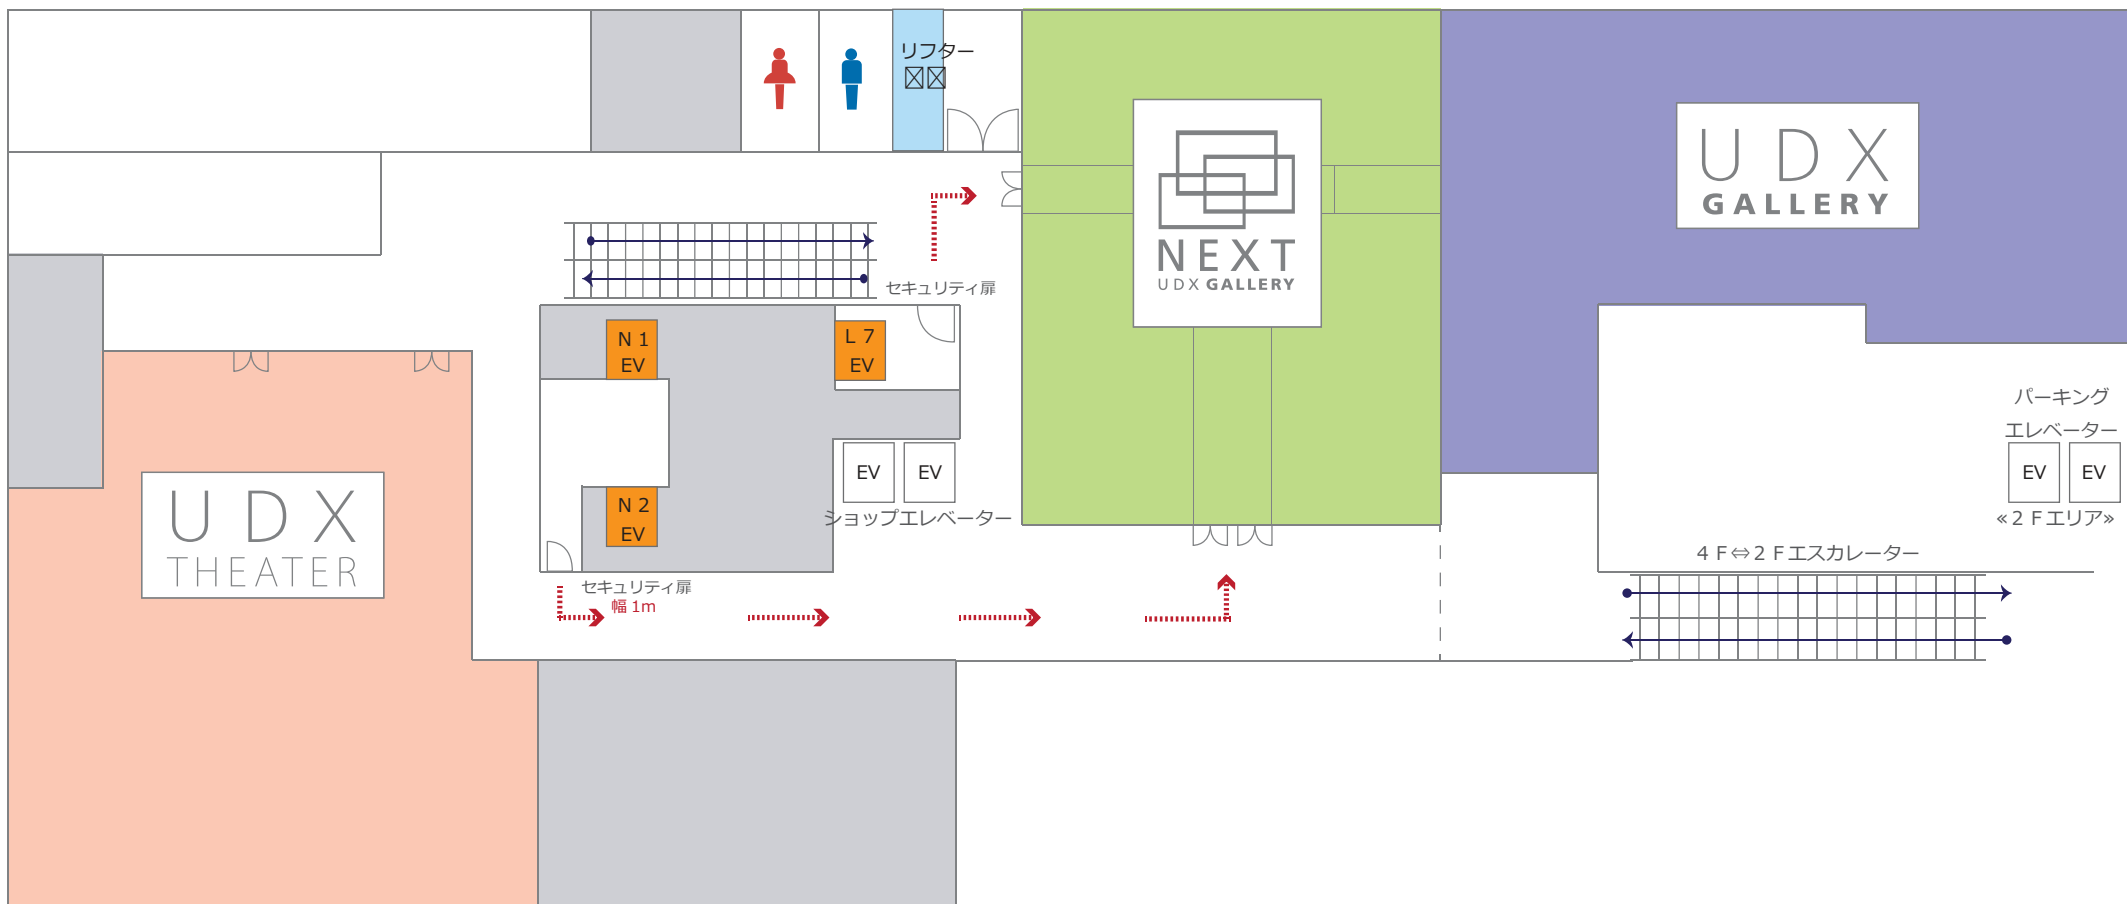 リフター
UDX
GALLERY
NEXT
UDX GALLERY
セキュリティ扉
N 1
EV
L 7
EV
パーキング
エレベーター
EV
EV
≪２Ｆエリア≫
EV
EV
ショップエレベーター
UDX
THEATER
N 2
EV
４Ｆ⇔２Ｆエスカレーター
セキュリティ扉
幅 1m